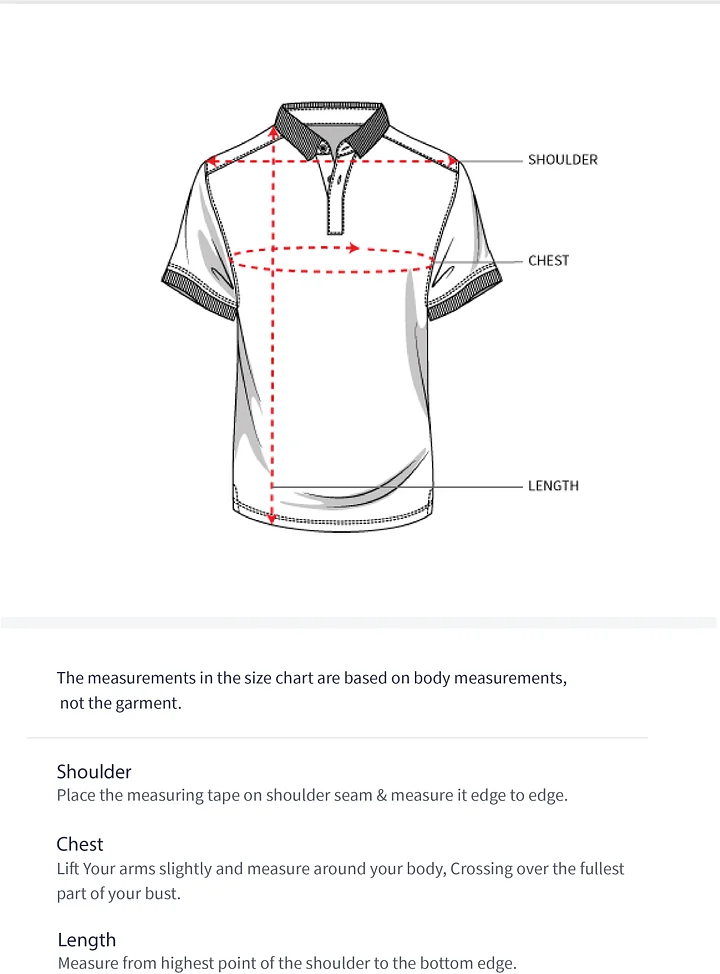 SHOULDER
CHEST
LENGTH
The measurements in the size chart are based on body measurements,
not the garment.
Shoulder
Place the measuring tape on shoulder seam & measure it edge to edge.
Chest
Lift Your arms slightly and measure around your body, Crossing over the fullest
part of your bust.
Length
Measure from highest point of the shoulder to the bottom edge.